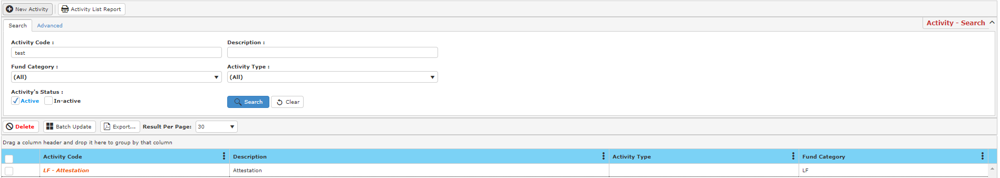 New Activity Activity List Report
Search Advanced Activity - Search
Activity Code : Description :
test
Fund Category : Activity Type :
(All) (All)
Activity's Status :
Active In-active Search Clear
Delete Batch Update Export... Result Per Page: 30
Drag a column header and drop it here to group by that column
Activity Code Description Activity Type Fund Category
LF - Attestation Attestation LF